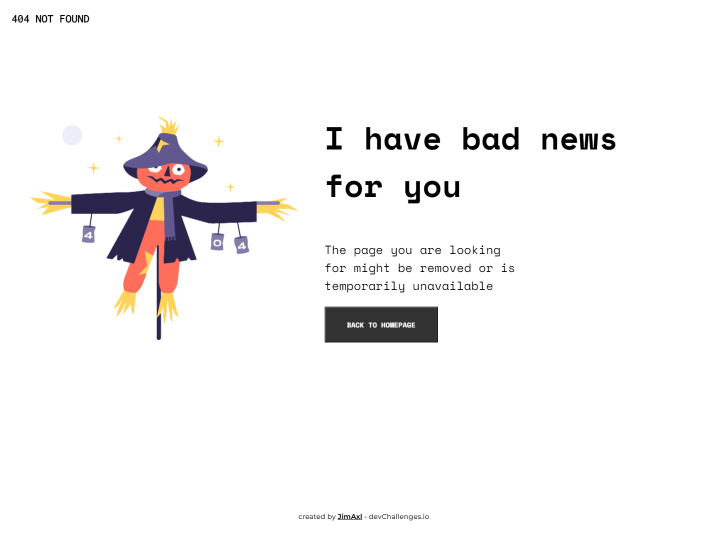 404 NOT FOUND
I have bad news
for you
4
0
4
The page you are looking
for might be removed or is
temporarily unavailable
BACK TO HOMEPAGE
created by JimAxl - devChallenges.io